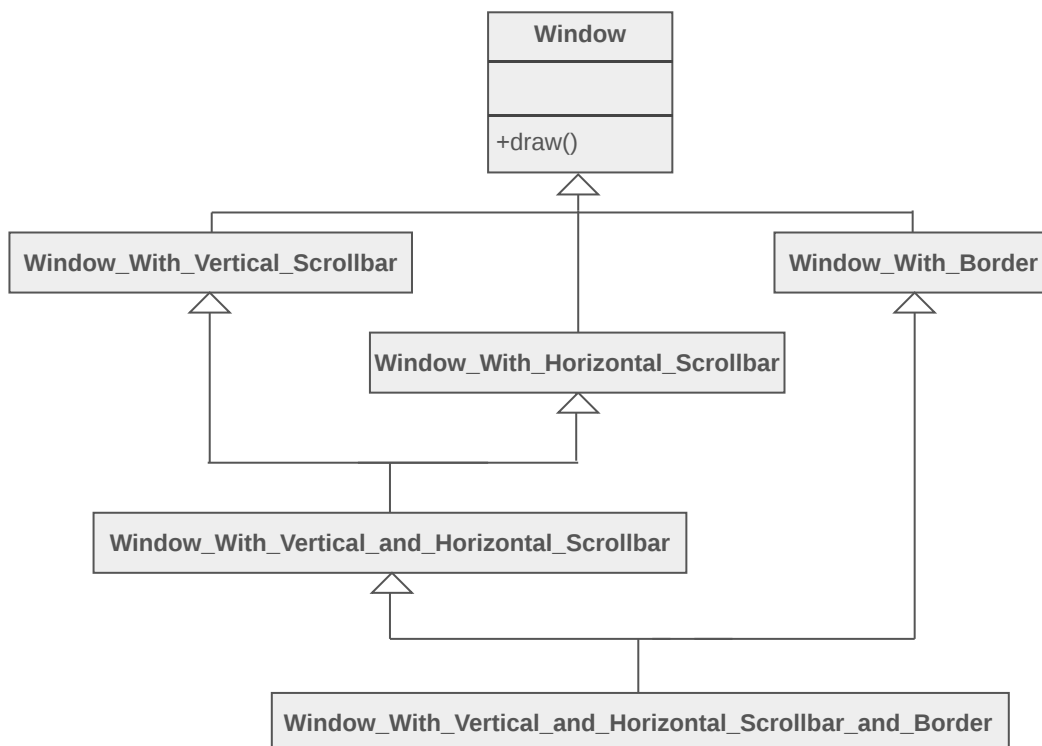 Window
+draw()
Window_With_Vertical_Scrollbar
Window_With_Border
Window_With_Horizontal_Scrollbar
Window_With_Vertical_and_Horizontal_Scrollbar
Window_With_Vertical_and_Horizontal_Scrollbar_and_Border